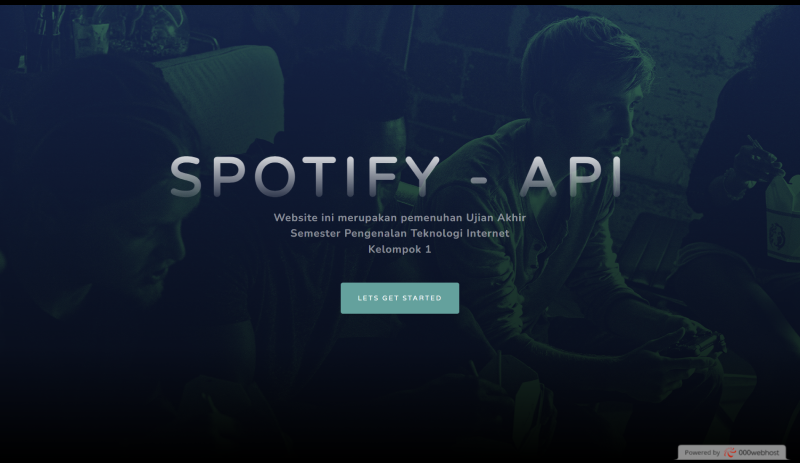 SPOTIFY - API
Website ini merupakan pemenuhan Ujian Akhir
Semester Pengenalan Teknologi Internet
Kelompok 1
LETS GET STARTED
Powered by 000webhost